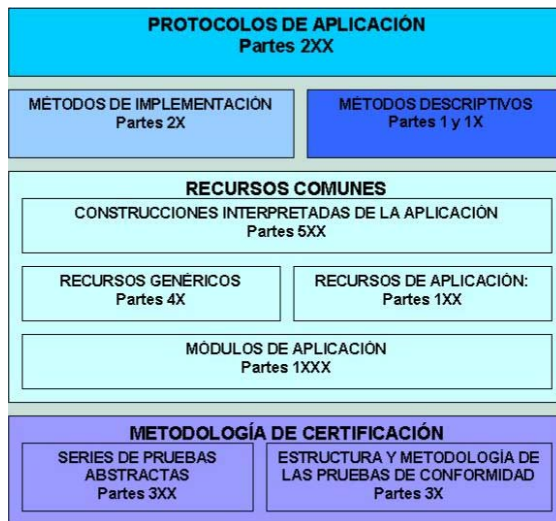 PROTOCOLOS DE APLICACIÓN
Partes 2XX
MÉTODOS DE IMPLEMENTACIÓN
Partes 2X
MÉTODOS DESCRIPTIVOS
Partes 1 y 1X
RECURSOS COMUNES
CONSTRUCCIONES INTERPRETADAS DE LA APLICACIÓN
Partes 5XX
RECURSOS GENÉRICOS
Partes 4X
RECURSOS DE APLICACIÓN:
Partes 1XX
MÓDULOS DE APLICACIÓN
Partes 1XXX
METODOLOGÍA DE CERTIFICACIÓN
SERIES DE PRUEBAS
ABSTRACTAS
Partes 3XX
ESTRUCTURA Y METODOLOGÍA DE
LAS PRUEBAS DE CONFORMIDAD
Partes 3X